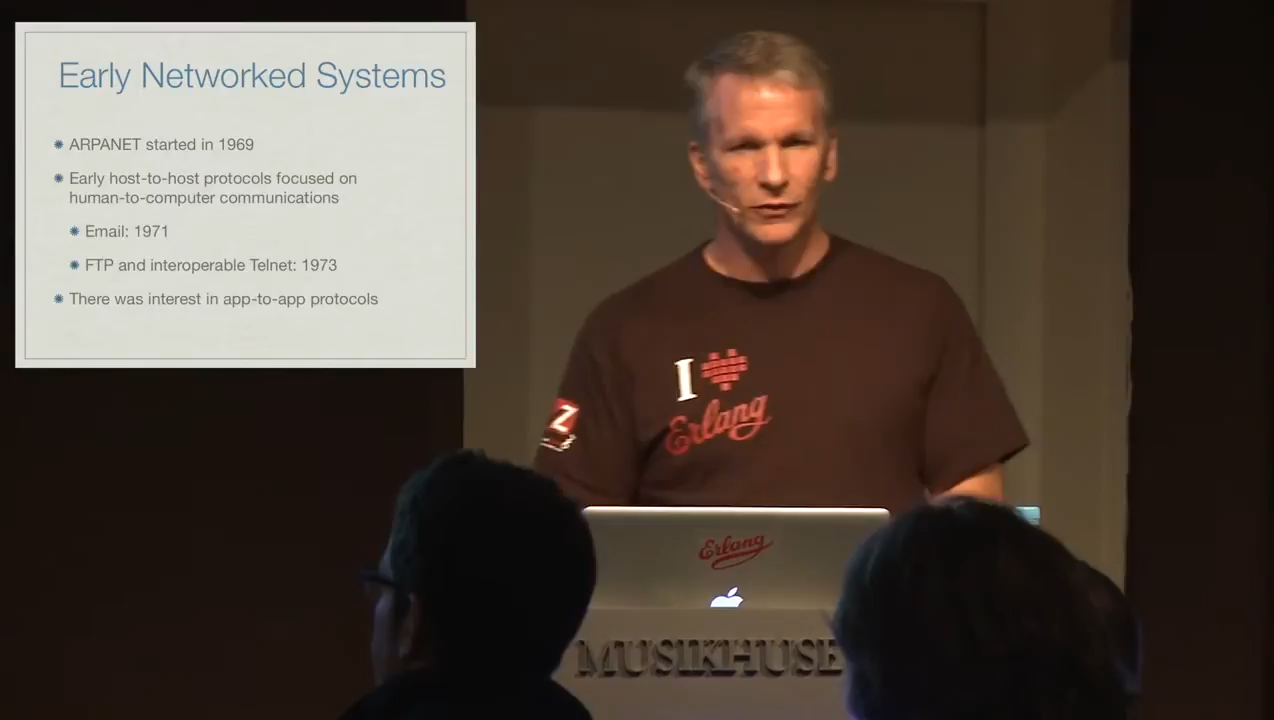 Early Networked Systems
ARPANET started in 1969
Early host-to-host protocols focused on
human-to-computer communications
Email: 1971
FTP and interoperable Telnet: 1973
There was interest in app-to-app protocols
I
Erlang
Z
Erlang
MUSIKHUSE